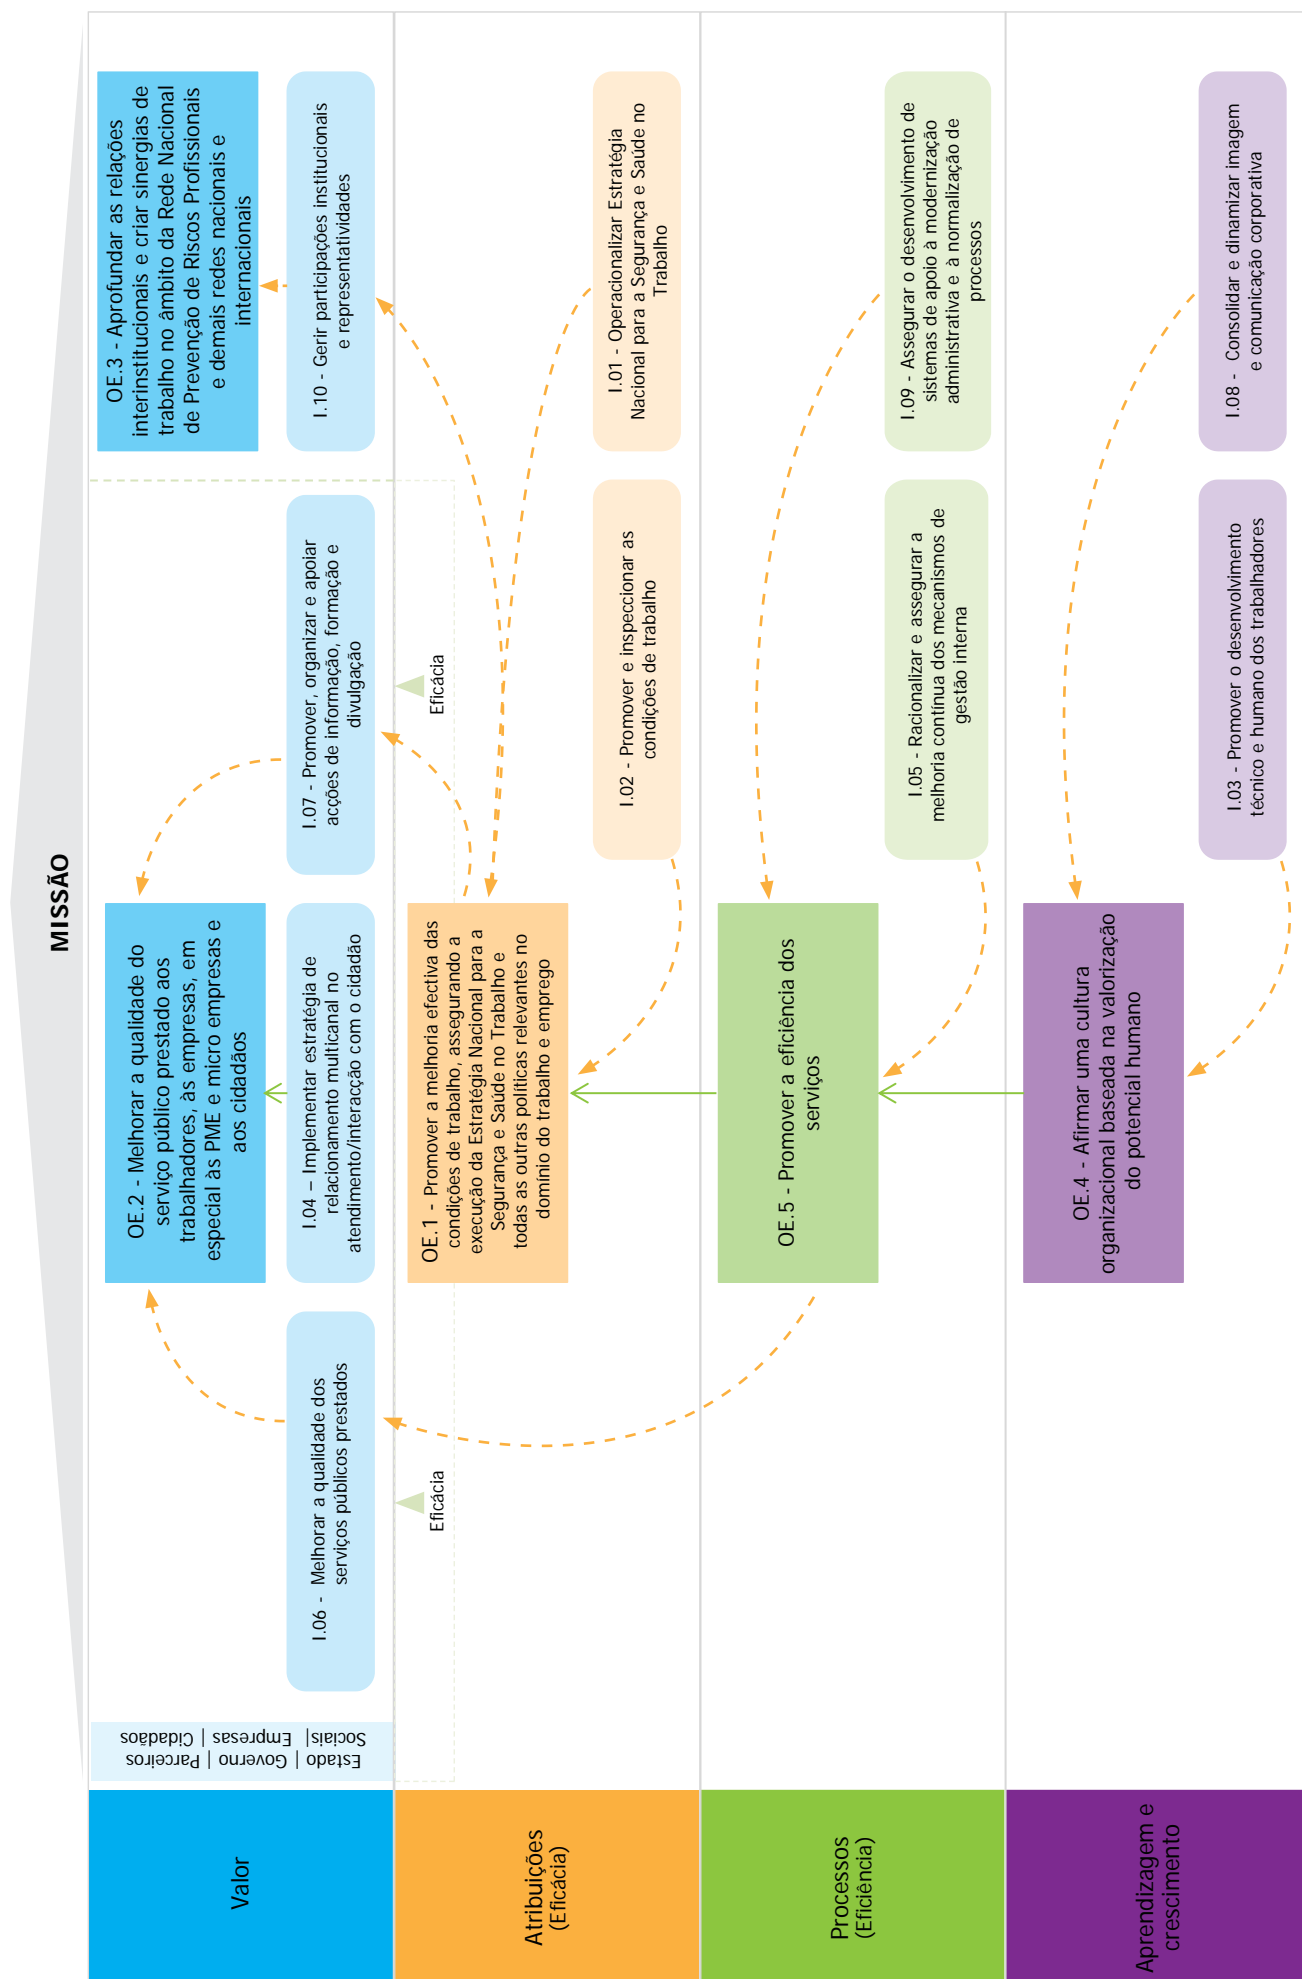 MISSÃO
Valor
Estado | Governo | Parceiros
Sociais| Empresas | Cidadãos
I.06 - Melhorar a qualidade dos
serviços públicos prestados
OE.2 - Melhorar a qualidade do
serviço público prestado aos
trabalhadores, às empresas, em
especial às PME e micro empresas e
aos cidadãos
I.04 – Implementar estratégia de
relacionamento multicanal no
atendimento/interacção com o cidadão
I.07 - Promover, organizar e apoiar
acções de informação, formação e
divulgação
OE.3 - Aprofundar as relações
interinstitucionais e criar sinergias de
trabalho no âmbito da Rede Nacional
de Prevenção de Riscos Profissionais
e demais redes nacionais e
internacionais
I.10 - Gerir participações institucionais
e representatividades
Atribuições
(Eficácia)
Eficácia
Eficácia
OE.1 - Promover a melhoria efectiva das
condições de trabalho, assegurando a
execução da Estratégia Nacional para a
Segurança e Saúde no Trabalho e
todas as outras políticas relevantes no
domínio do trabalho e emprego
I.02 - Promover e inspeccionar as
condições de trabalho
I.01 - Operacionalizar Estratégia
Nacional para a Segurança e Saúde no
Trabalho
Processos
(Eficiência)
OE.5 - Promover a eficiência dos
serviços
I.05 - Racionalizar e assegurar a
melhoria contínua dos mecanismos de
gestão interna
I.09 - Assegurar o desenvolvimento de
sistemas de apoio à modernização
administrativa e à normalização de
processos
Aprendizagem e
crescimento
OE.4 - Afirmar uma cultura
organizacional baseada na valorização
do potencial humano
I.03 - Promover o desenvolvimento
técnico e humano dos trabalhadores
I.08 - Consolidar e dinamizar imagem
e comunicação corporativa